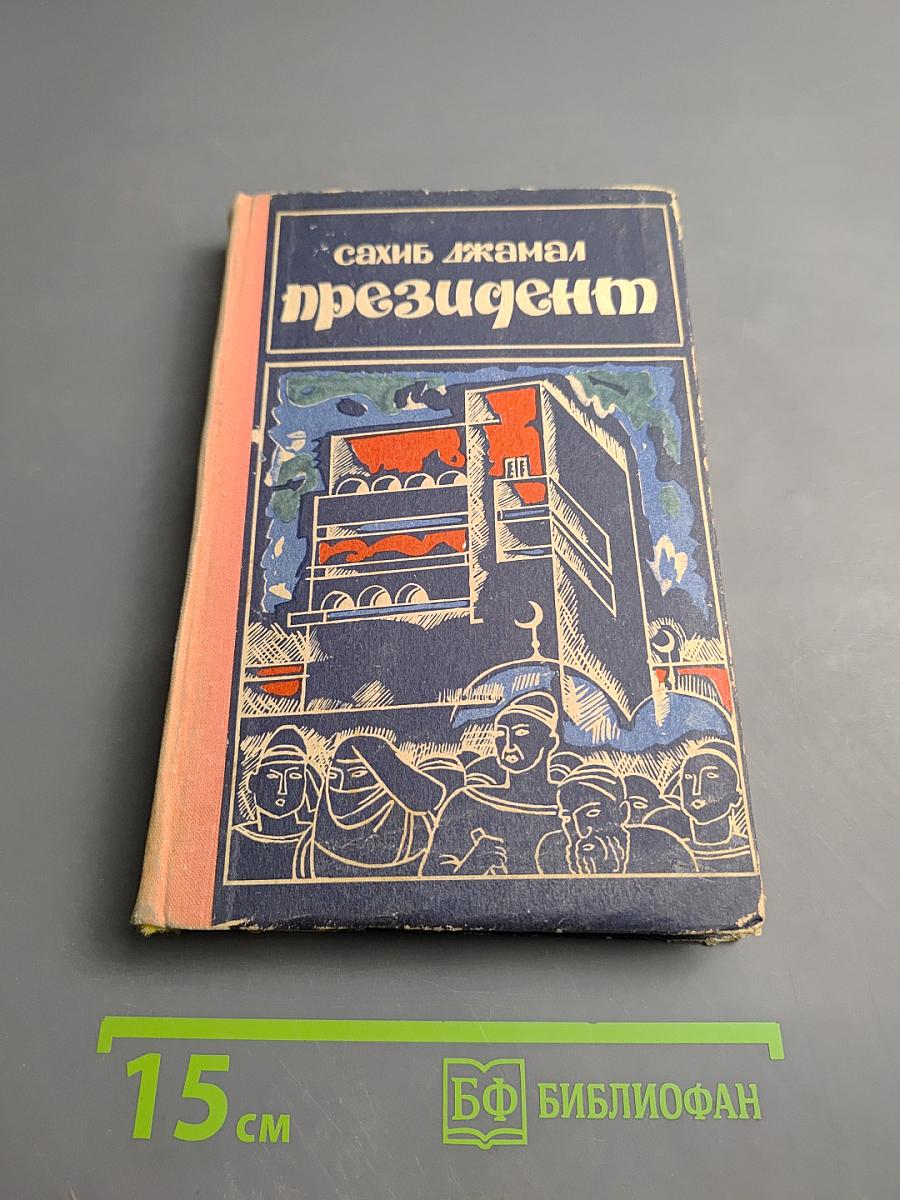 САХИБ ДЖАМАЛ
президент
15 см
БФ БИБЛИОФАН